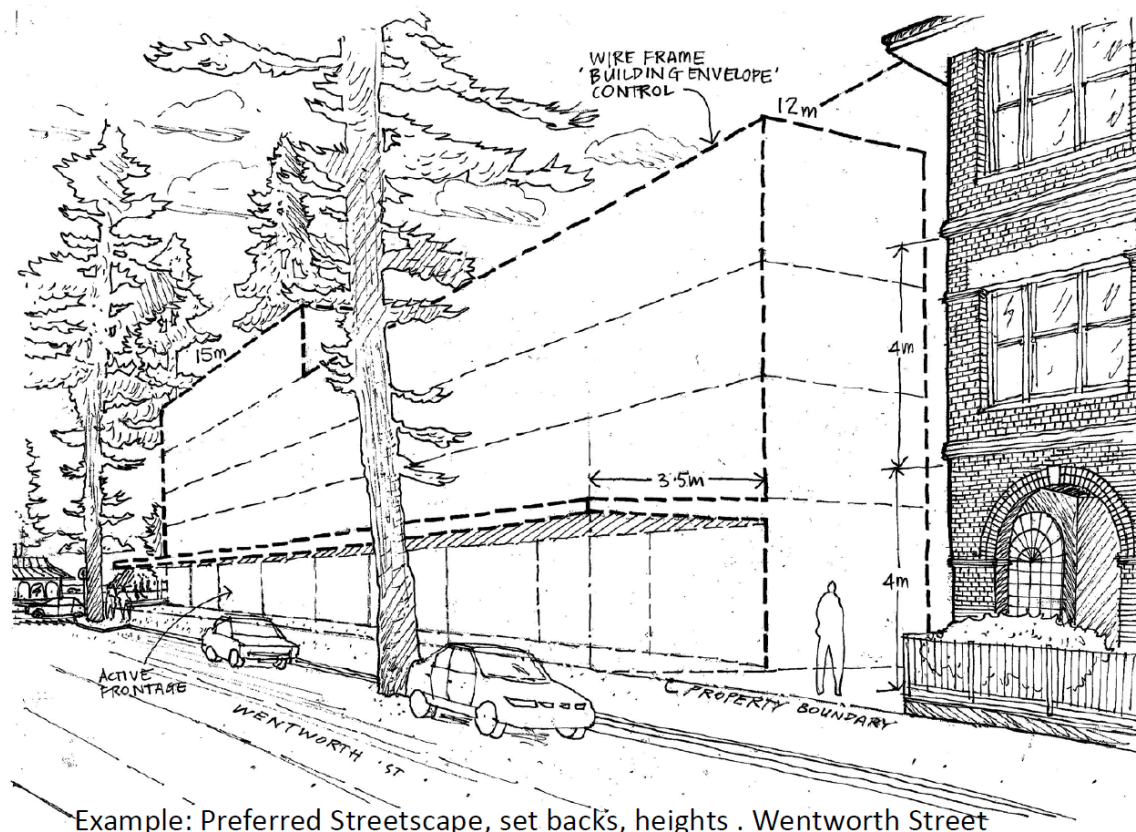 WIRE FRAME
'BUILDING ENVELOPE'
CONTROL
12m
15m
4m
3.5m
4m
ACTIVE
FRONTAGE
PROPERTY BOUNDARY
WENTWORTH ST
Example: Preferred Streetscape, set backs, heights . Wentworth Street